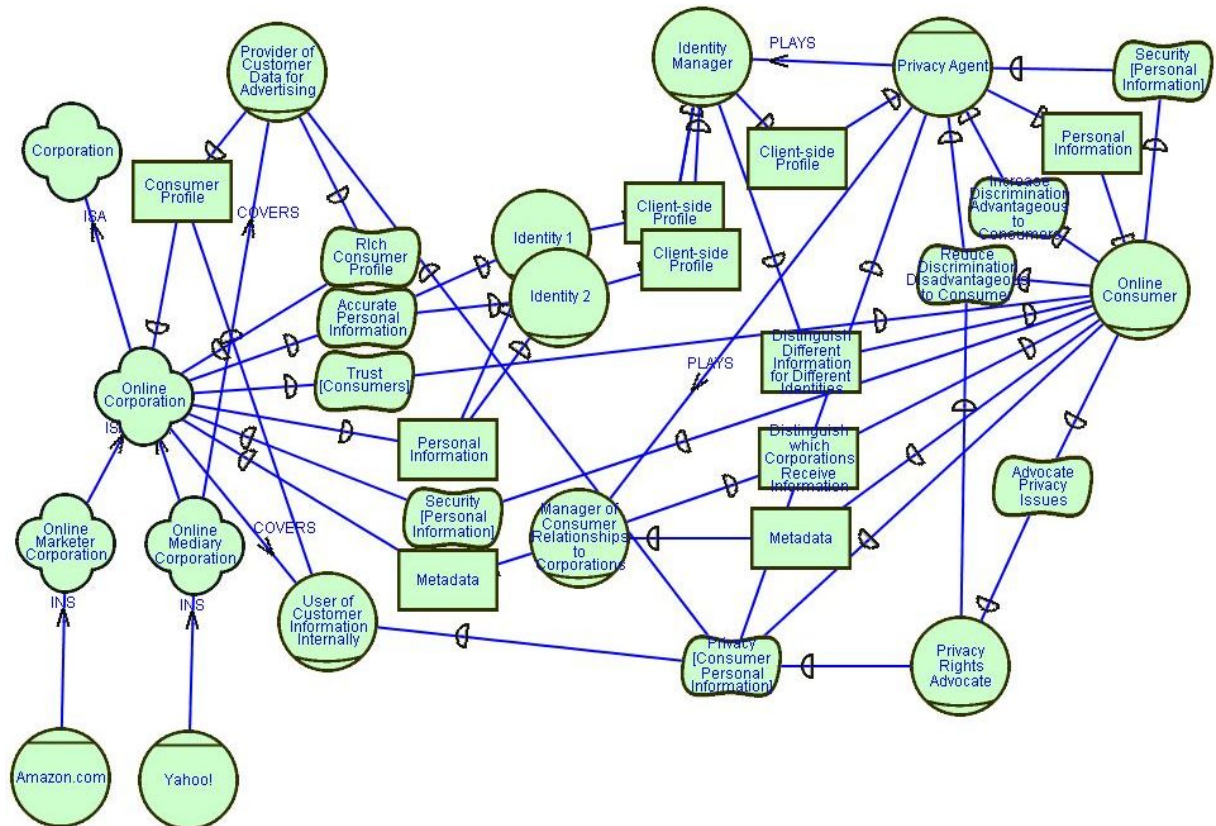 Provider of
Customer
Data for
Advertising
Identity
Manager
PLAYS
Privacy Agent
Security
[Personal
Information]
Corporation
Consumer
Profile
Client-side
Profile
Personal
Information
ISA
COVERS
Client-side
Profile
Increase
Discrimination
Advantageous
to
Consumers
RIch
Consumer
Profile
Identity 1
Client-side
Profile
Reduce
Discrimination
Disadvantageous
to Consumer
Online
Consumer
Accurate
Personal
Information
Identity 2
Trust
[Consumers]
Distinguish
Different
Information
for Different
Identities
PLAYS
Online
Corporation
Personal
Information
Distinguish
which
Corporations
Receive
Information
Advocate
Privacy
Issues
Online
Marketer
Corporation
Online
Mediary
Corporation
COVERS
Security
[Personal
Information]
Manager of
Consumer
Relationships
to
Corporations
Metadata
Metadata
INS
INS
User of
Customer
Information
Internally
Privacy
[Consumer
Personal
Information]
Privacy
Rights
Advocate
Amazon.com
Yahoo!